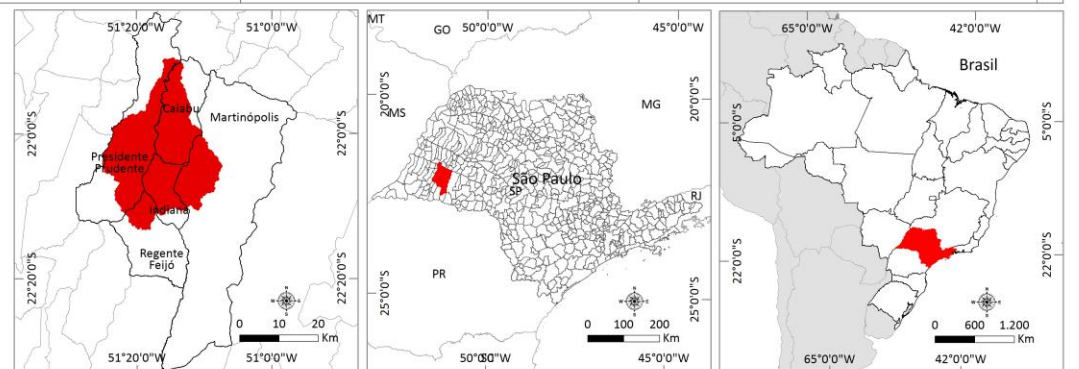 51°20'0"W
51°0'0"W
22°0'0"S
22°0'0"S
Caiabu
Martinópolis
Presidente
Prudente
Indiana
Regente
Feijó
22°20'0"S
22°20'0"S
N
W
E
S
0 10 20
Km
51°20'0"W
51°0'0"W
MT
GO
50°0'0"W
45°0'0"W
20°0'0"S
20°0'0"S
MS
MG
São Paulo
SP
RJ
PR
25°0'0"S
25°0'0"S
N
W
E
S
0 100 200
Km
50°0'0"W
SC
45°0'0"W
65°0'0"W
42°0'0"W
Brasil
5°0'0"S
5°0'0"S
22°0'0"S
22°0'0"S
N
W
E
S
0 600 1.200
Km
65°0'0"W
42°0'0"W